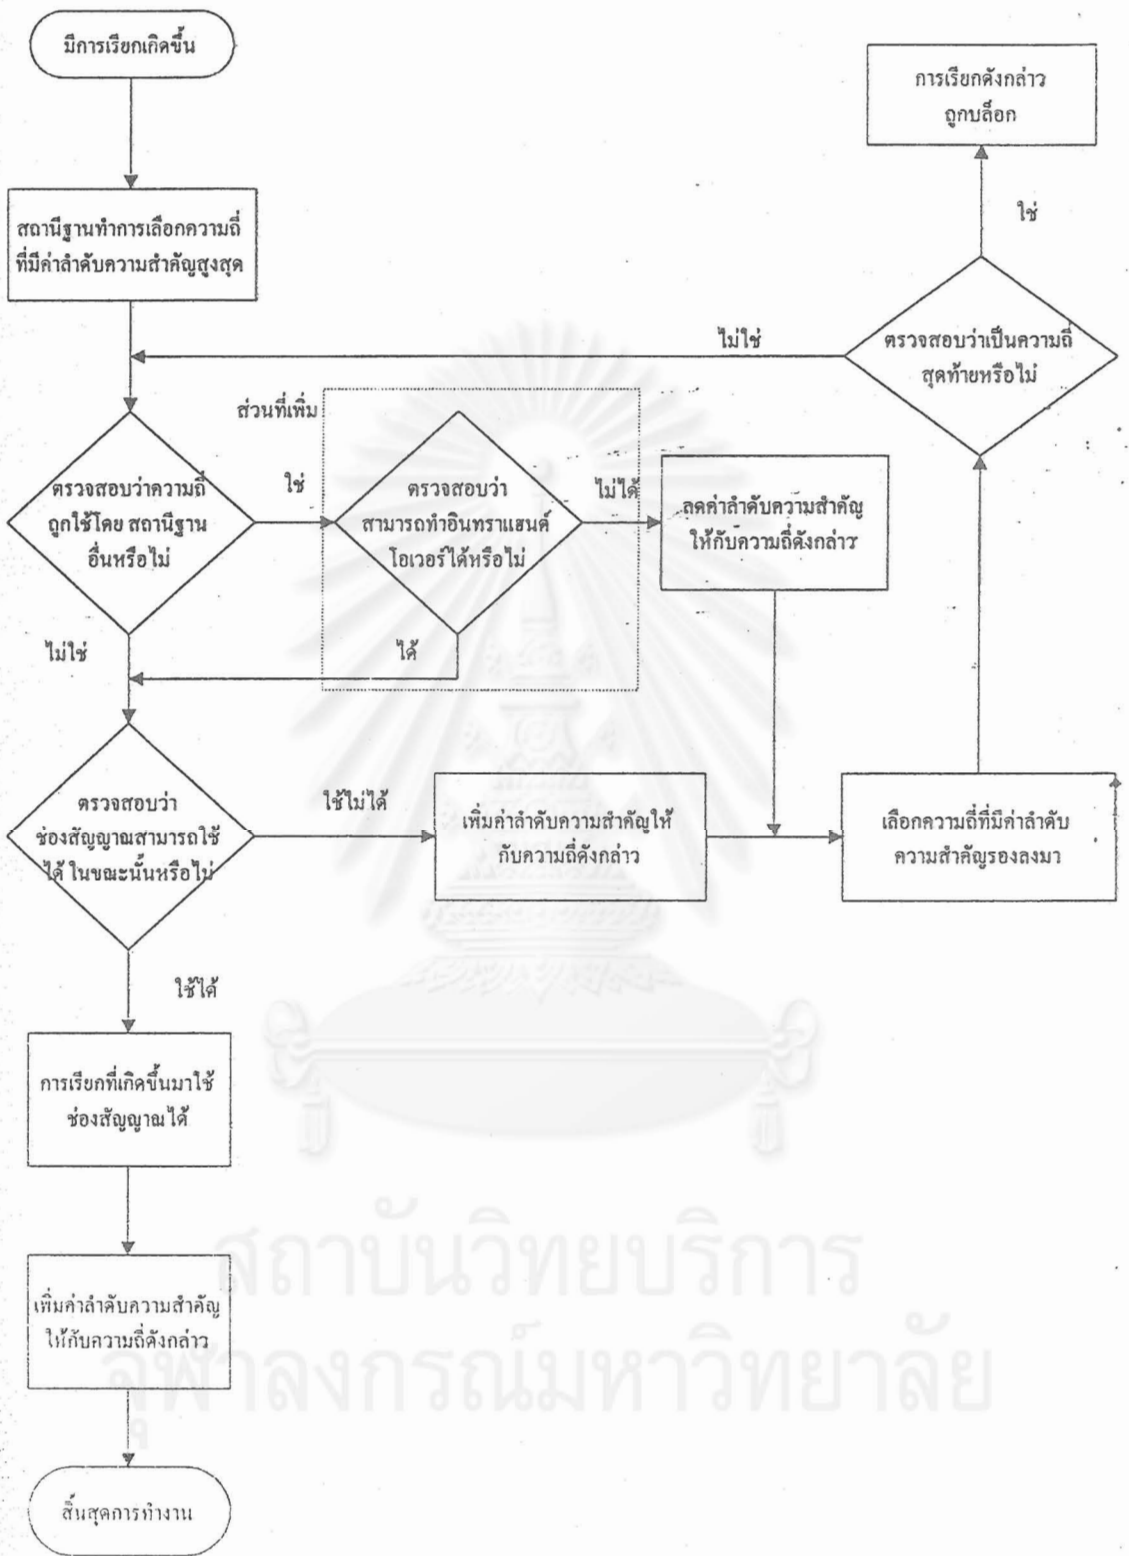 มีการเรียกเกิดขึ้น
การเรียกดังกล่าว
ถูกบล็อก
ใช่
สถานีฐานทำการเลือกความถี่
ที่มีค่าลำดับความสำคัญสูงสุด
ไม่ใช่
ตรวจสอบว่าเป็นความถี่
สุดท้ายหรือไม่
ส่วนที่เพิ่ม
ตรวจสอบว่าความถี่
ถูกใช้โดย สถานีฐาน
อื่นหรือไม่
ใช่
ตรวจสอบว่า
สามารถทำอินทราแฮนด์
โอเวอร์ได้หรือไม่
ไม่ได้
ลดค่าลำดับความสำคัญ
ให้กับความถี่ดังกล่าว
ไม่ใช่
ได้
ตรวจสอบว่า
ช่องสัญญาณสามารถใช้
ได้ ในขณะนั้นหรือไม่
ใช้ไม่ได้
เพิ่มค่าลำดับความสำคัญให้
กับความถี่ดังกล่าว
เลือกความถี่ที่มีค่าลำดับ
ความสำคัญรองลงมา
ใช้ได้
การเรียกที่เกิดขึ้นมาใช้
ช่องสัญญาณได้
เพิ่มค่าลำดับความสำคัญ
ให้กับความถี่ดังกล่าว
สิ้นสุดการทำงาน
สถาบันวิทยบริการ
จุฬาลงกรณ์มหาวิทยาลัย